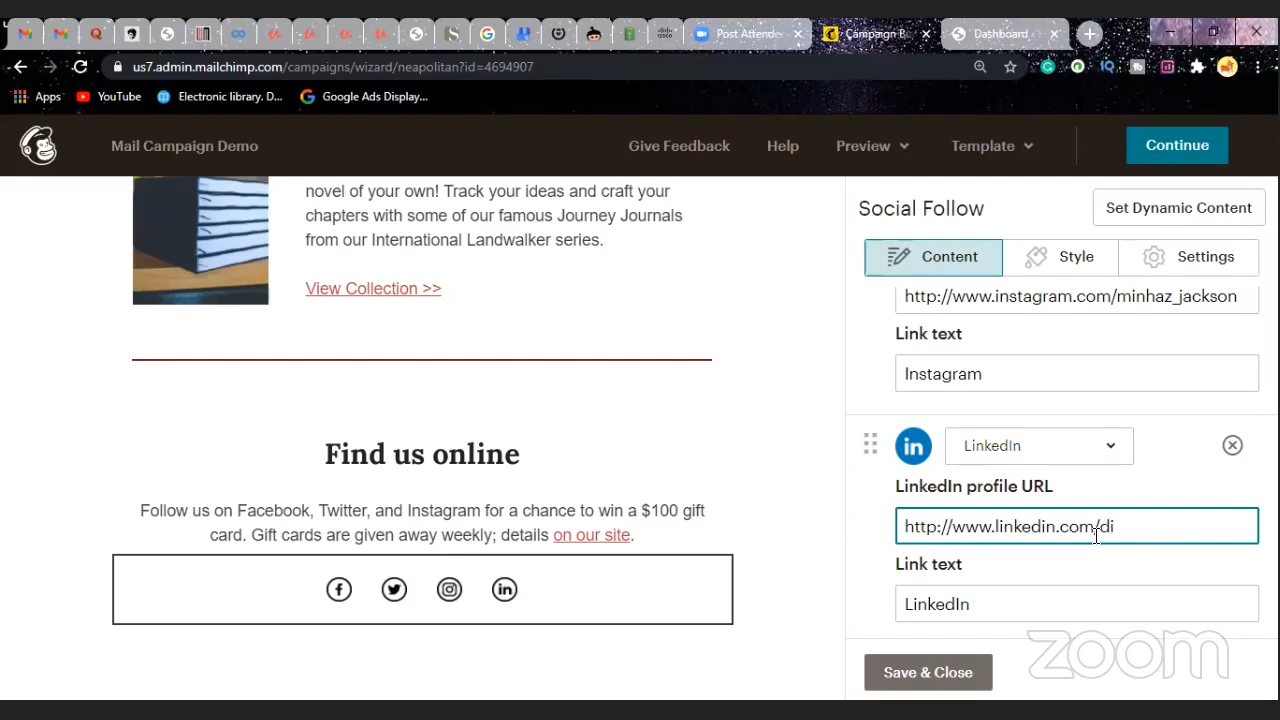 Post Attende
Campaign B
Dashboard
us7.admin.mailchimp.com/campaigns/wizard/neapolitan?id=4694907
Apps YouTube Electronic library. D... Google Ads Display...
Mail Campaign Demo Give Feedback Help Preview Template Continue
novel of your own! Track your ideas and craft your
chapters with some of our famous Journey Journals
from our International Landwalker series.
View Collection >>
Find us online
Follow us on Facebook, Twitter, and Instagram for a chance to win a $100 gift
card. Gift cards are given away weekly; details on our site.
Social Follow Set Dynamic Content
Content Style Settings
http://www.instagram.com/minhaz_jackson
Link text
Instagram
in LinkedIn
LinkedIn profile URL
http://www.linkedin.com/di
Link text
LinkedIn
Save & Close
zoom